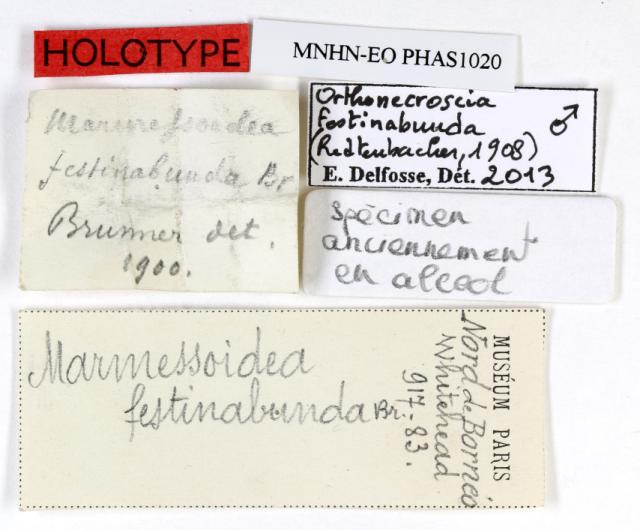 HOLOTYPE
MNHN-EO PHAS1020
Marmessoidea
festinabunda Br
Brunner det.
1900.
Orthonecroscia
festinabunda ♂
(Redtenbacher, 1908)
E. Delfosse, Det. 2013
Spécimen
anciennement
en alcool
Marmessoidea
festinabunda Br.
MUSÉUM PARIS
Nord de Bornéo
Whitehead
917-83.